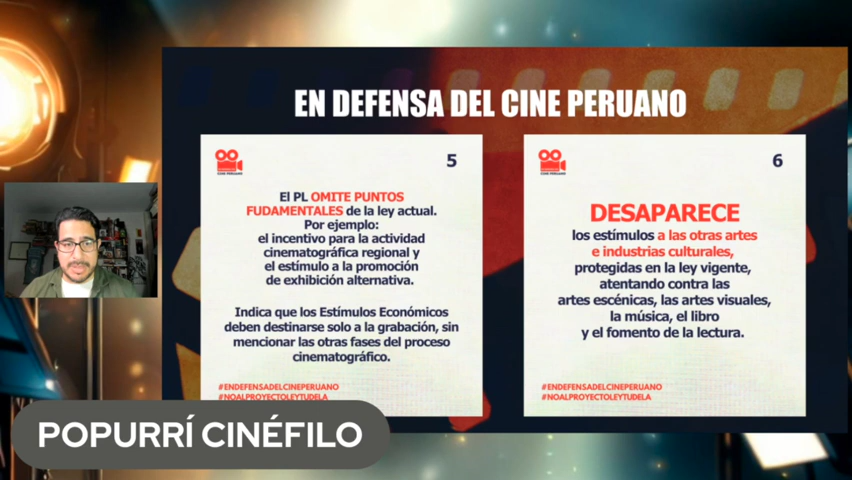 EN DEFENSA DEL CINE PERUANO
5
El PL OMITE PUNTOS
FUDAMENTALES de la ley actual.
Por ejemplo:
el incentivo para la actividad
cinematográfica regional y
el estímulo a la promoción
de exhibición alternativa.
Indica que los Estímulos Económicos
deben destinarse solo a la grabación, sin
mencionar las otras fases del proceso
cinematográfico.
#ENDEFENSADELCINEPERUANO
#NOALPROYECTOLEYTUDELA
6
DESAPARECE
los estímulos a las otras artes
e industrias culturales,
protegidas en la ley vigente,
atentando contra las
artes escénicas, las artes visuales,
la música, el libro
y el fomento de la lectura.
#ENDEFENSADELCINEPERUANO
#NOALPROYECTOLEYTUDELA
POPURRÍ CINÉFILO